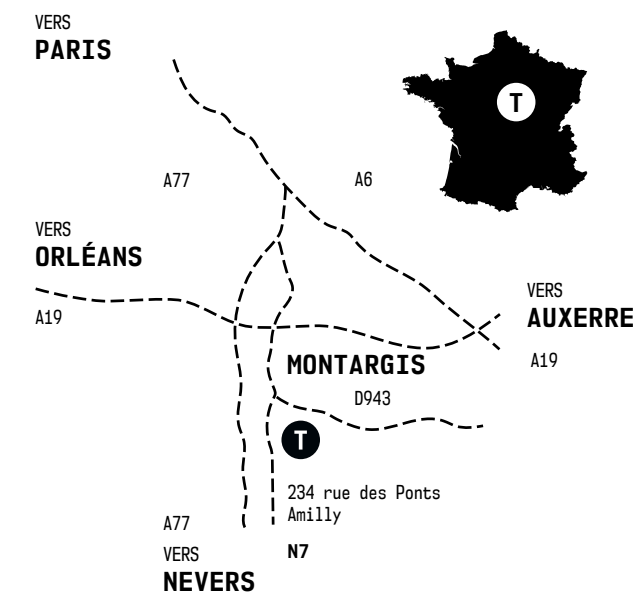 VERS
PARIS
T
A77
A6
VERS
ORLÉANS
A19
VERS
AUXERRE
A19
MONTARGIS
D943
T
234 rue des Ponts
Amilly
A77
N7
VERS
NEVERS